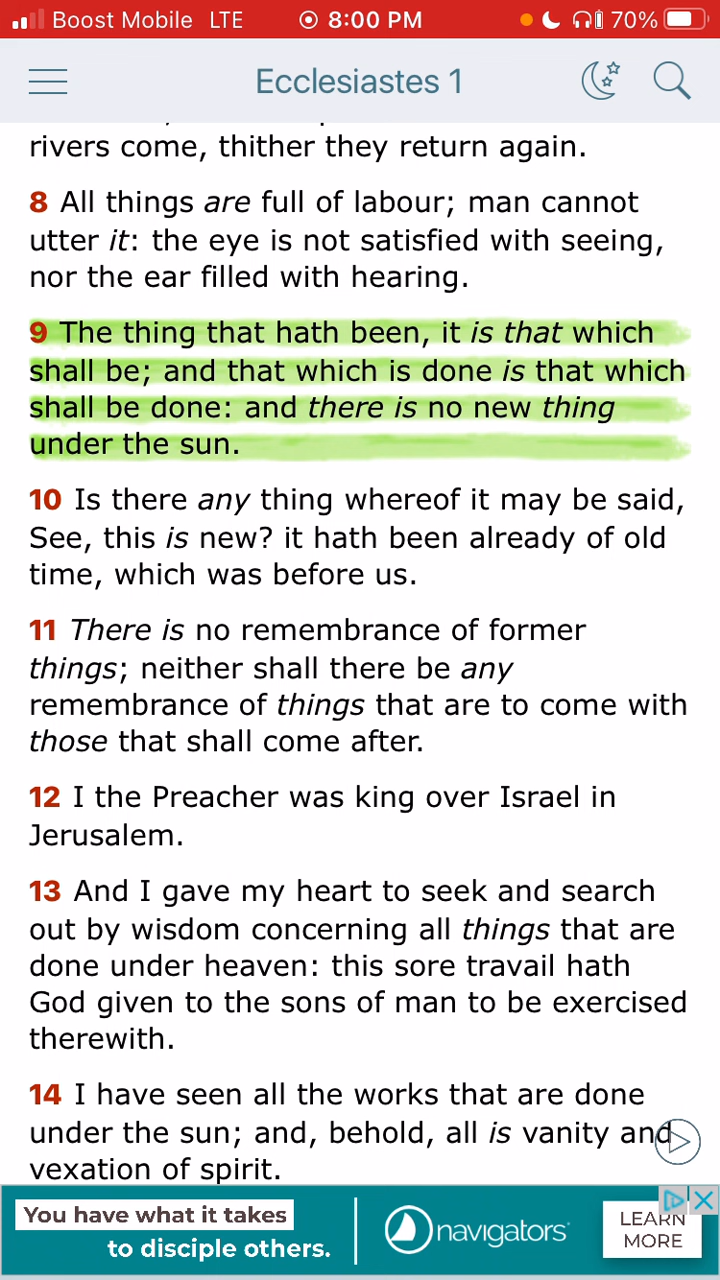 Boost Mobile LTE 8:00 PM 70%
Ecclesiastes 1
rivers come, thither they return again.
8 All things are full of labour; man cannot
utter it: the eye is not satisfied with seeing,
nor the ear filled with hearing.
9 The thing that hath been, it is that which
shall be; and that which is done is that which
shall be done: and there is no new thing
under the sun.
10 Is there any thing whereof it may be said,
See, this is new? it hath been already of old
time, which was before us.
11 There is no remembrance of former
things; neither shall there be any
remembrance of things that are to come with
those that shall come after.
12 I the Preacher was king over Israel in
Jerusalem.
13 And I gave my heart to seek and search
out by wisdom concerning all things that are
done under heaven: this sore travail hath
God given to the sons of man to be exercised
therewith.
14 I have seen all the works that are done
under the sun; and, behold, all is vanity and
vexation of spirit.
You have what it takes
to disciple others.
navigators
LEARN
MORE